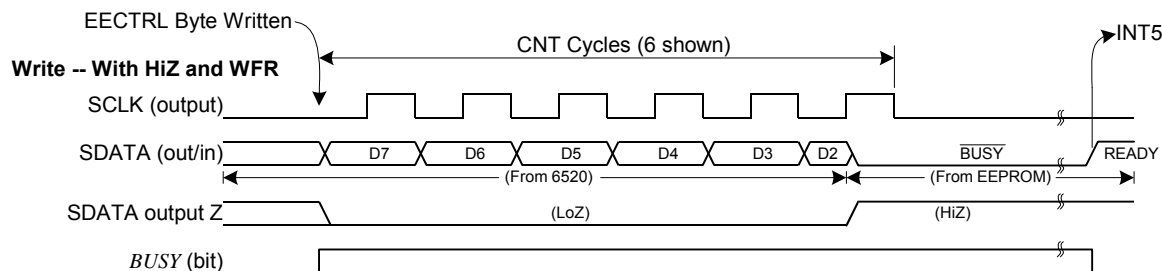 EECTRL Byte Written
INT5
CNT Cycles (6 shown)
Write -- With HiZ and WFR
SCLK (output)
SDATA (out/in)
D7 D6 D5 D4 D3 D2 BUSY READY
(From 6520) (From EEPROM)
SDATA output Z
(LoZ) (HiZ)
BUSY (bit)